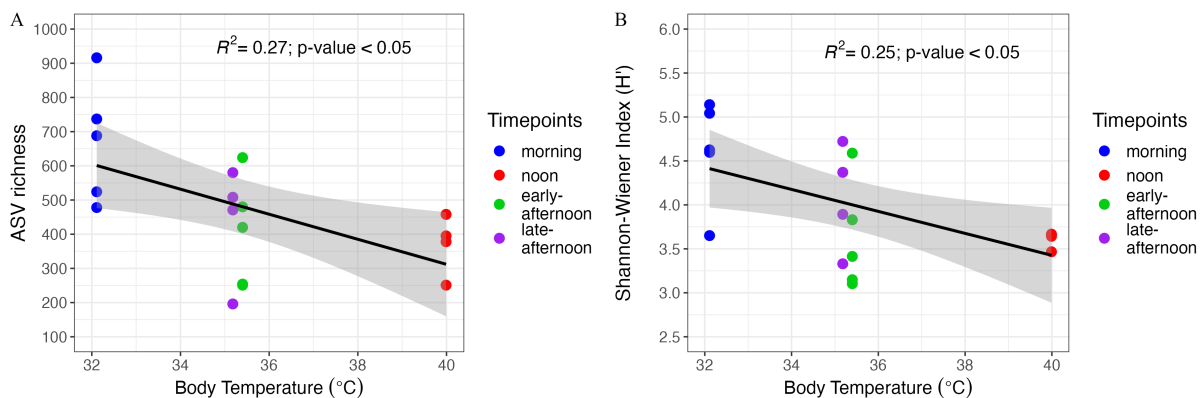 A
R²= 0.27; p-value < 0.05
1000
900
800
700
600
500
400
300
200
100
ASV richness
32
34
36
38
40
Body Temperature (°C)
Timepoints
morning
noon
early-
afternoon
late-
afternoon
B
R²= 0.25; p-value < 0.05
6.0
5.5
5.0
4.5
4.0
3.5
3.0
2.5
Shannon-Wiener Index (H')
32
34
36
38
40
Body Temperature (°C)
Timepoints
morning
noon
early-
afternoon
late-
afternoon